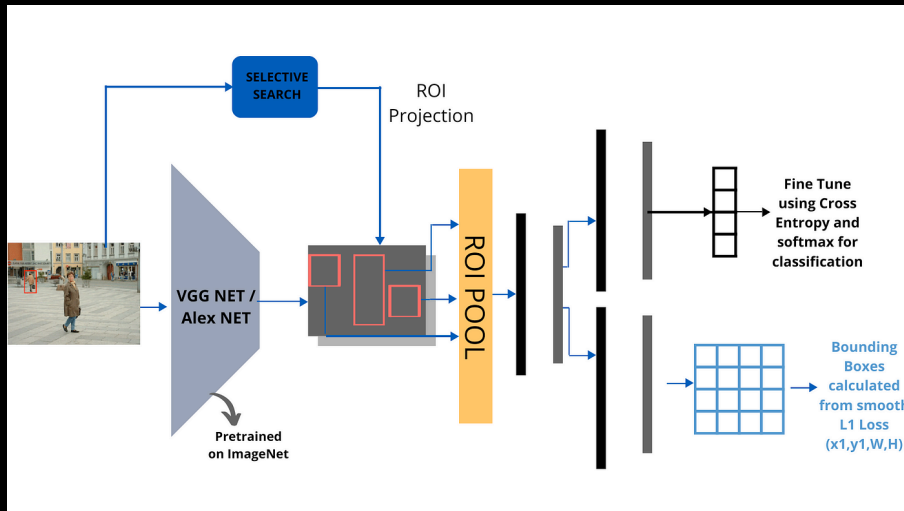 SELECTIVE
SEARCH
ROI
Projection
VGG NET /
Alex NET
ROI POOL
Pretrained
on ImageNet
Fine Tune
using Cross
Entropy and
softmax for
classification
Bounding
Boxes
calculated
from smooth
L1 Loss
(x1,y1,W,H)